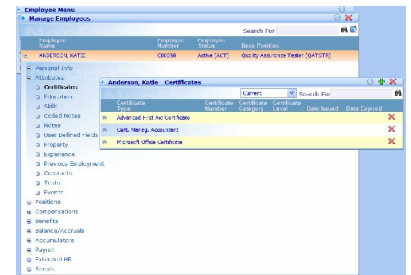 Employee Menu
Manage Employees
Search For
Employee Name Employee Number Employee Status Base Position
ANDERSON, KATIE C00038 Active (ACT) Quality Assurance Tester (QATSTR)
Personal Info
Attributes
Certificates
Education
Skills
Coded Notes
Notes
User Defined Fields
Property
Experience
Previous Employment
Contracts
Tests
Events
Positions
Compensations
Benefits
Balance/Accruals
Accumulators
Payroll
Extended HR
Scripts
Anderson, Katie Certificates
Current Search For
Certificate Type Certificate Number Certificate Category Certificate Level Date Issued Date Expired
Advanced First Aid Certificate
Cert. Manag. Accountant
Microsoft Office Certificate